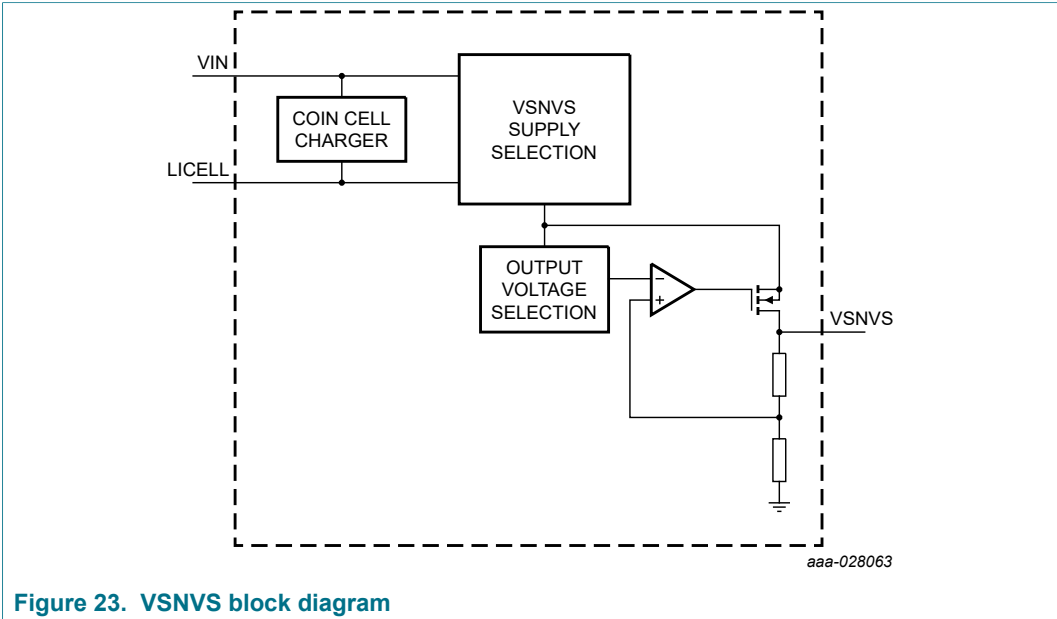 VIN
COIN CELL
CHARGER
LICELL
VSNVS
SUPPLY
SELECTION
OUTPUT
VOLTAGE
SELECTION
−
+
VSNVS
aaa-028063
Figure 23. VSNVS block diagram